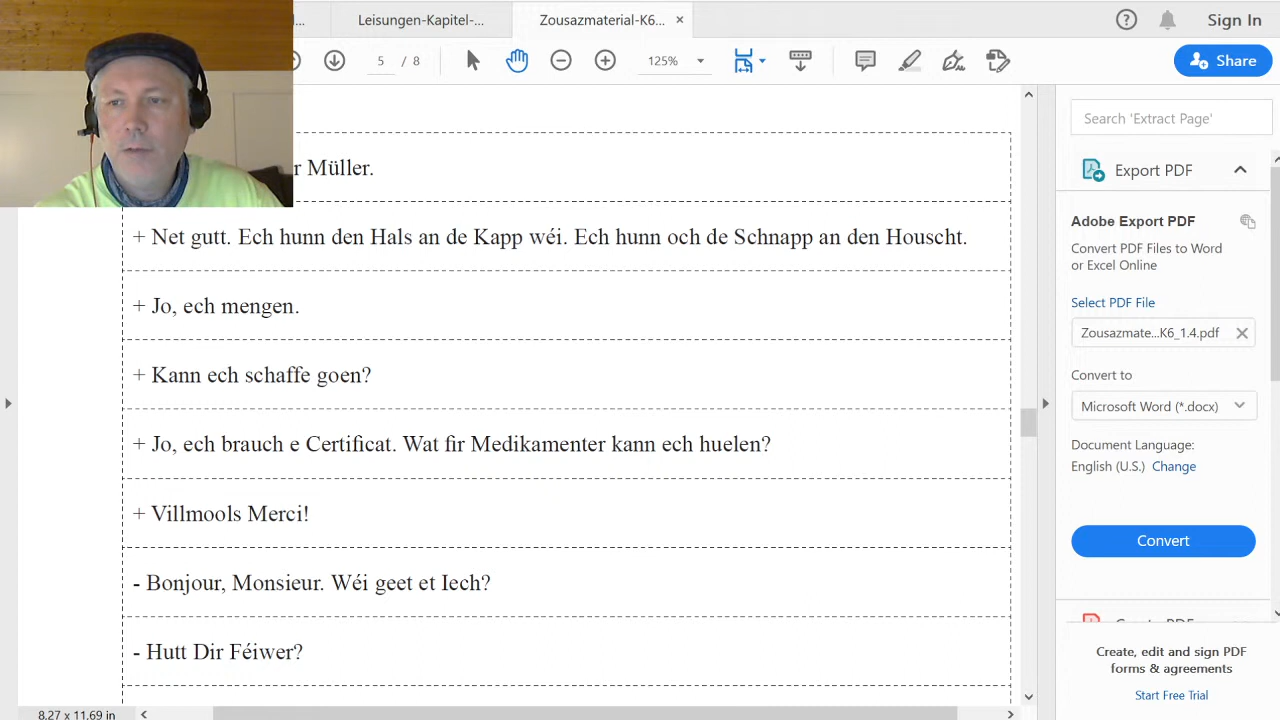 Leisungen-Kapitel-...
Zousazmaterial-K6... ×
Sign In
5 / 8
125%
Share
r Müller.
+ Net gutt. Ech hunn den Hals an de Kapp wéi. Ech hunn och de Schnapp an den Houscht.
+ Jo, ech mengen.
+ Kann ech schaffe goen?
+ Jo, ech brauch e Certificat. Wat fir Medikamenter kann ech huelen?
+ Villmools Merci!
- Bonjour, Monsieur. Wéi geet et Iech?
- Hutt Dir Féiwer?
8.27 x 11.69 in
Search 'Extract Page'
Export PDF
Adobe Export PDF
Convert PDF Files to Word
or Excel Online
Select PDF File
Zousazmate...K6_1.4.pdf
Convert to
Microsoft Word (*.docx)
Document Language:
English (U.S.) Change
Convert
Create, edit and sign PDF
forms & agreements
Start Free Trial